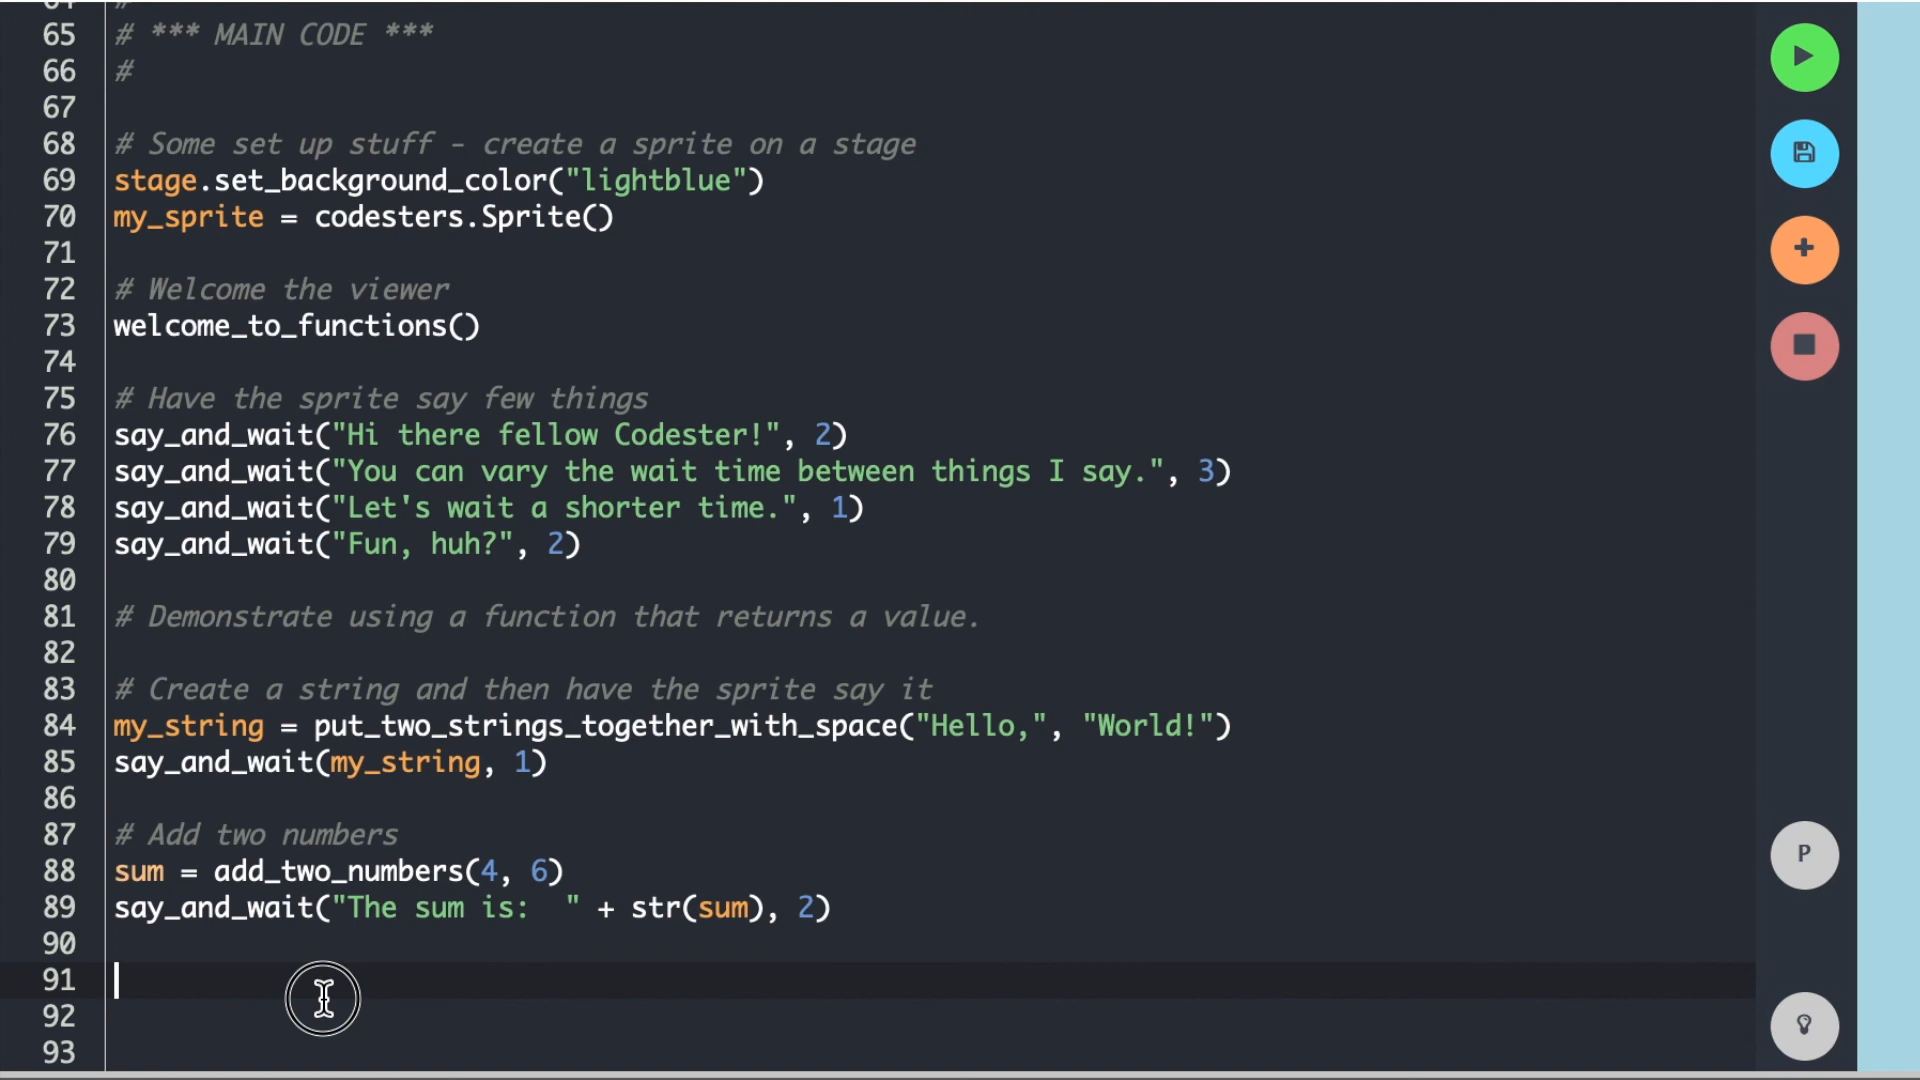 65 # *** MAIN CODE ***
66 #
67
68 # Some set up stuff - create a sprite on a stage
69 stage.set_background_color("lightblue")
70 my_sprite = codesters.Sprite()
71
72 # Welcome the viewer
73 welcome_to_functions()
74
75 # Have the sprite say few things
76 say_and_wait("Hi there fellow Codester!", 2)
77 say_and_wait("You can vary the wait time between things I say.", 3)
78 say_and_wait("Let's wait a shorter time.", 1)
79 say_and_wait("Fun, huh?", 2)
80
81 # Demonstrate using a function that returns a value.
82
83 # Create a string and then have the sprite say it
84 my_string = put_two_strings_together_with_space("Hello,", "World!")
85 say_and_wait(my_string, 1)
86
87 # Add two numbers
88 sum = add_two_numbers(4, 6)
89 say_and_wait("The sum is:  " + str(sum), 2)
90
91
92
93
P